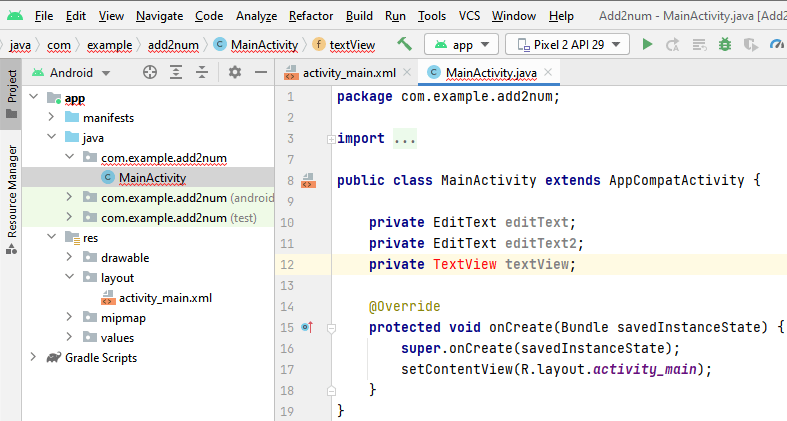 File Edit View Navigate Code Analyze Refactor Build Run Tools VCS Window Help Add2num - MainActivity.java [Add2
java com example add2num MainActivity textView app Pixel 2 API 29
Project
Resource Manager
Android
app
manifests
java
com.example.add2num
MainActivity
com.example.add2num (android
com.example.add2num (test)
res
drawable
layout
activity_main.xml
mipmap
values
Gradle Scripts
activity_main.xml MainActivity.java
1 package com.example.add2num;
2
3 import ...
7
8 public class MainActivity extends AppCompatActivity {
9
10 private EditText editText;
11 private EditText editText2;
12 private TextView textView;
13
14 @Override
15 protected void onCreate(Bundle savedInstanceState) {
16 super.onCreate(savedInstanceState);
17 setContentView(R.layout.activity_main);
18 }
19 }